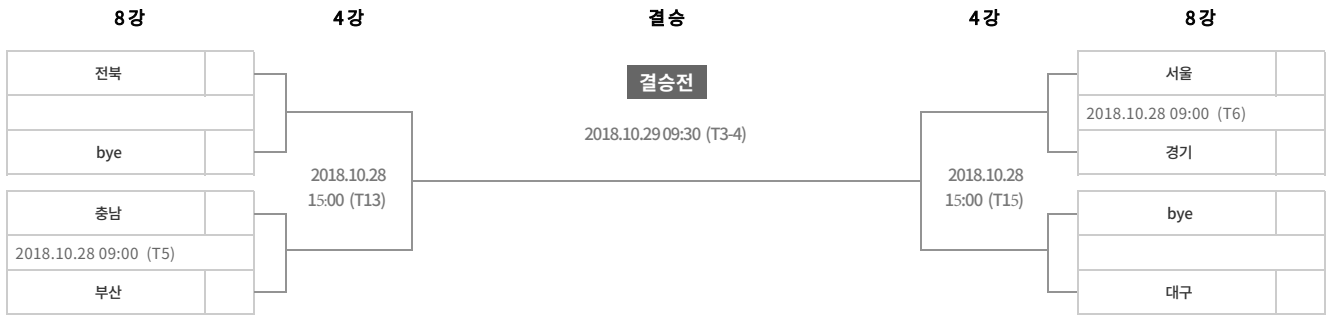 8강
4강
결승
4강
8강
전북
bye
충남
2018.10.28 09:00 (T5)
부산
2018.10.28
15:00 (T13)
결승전
2018.10.29 09:30 (T3-4)
2018.10.28
15:00 (T15)
서울
2018.10.28 09:00 (T6)
경기
bye
대구